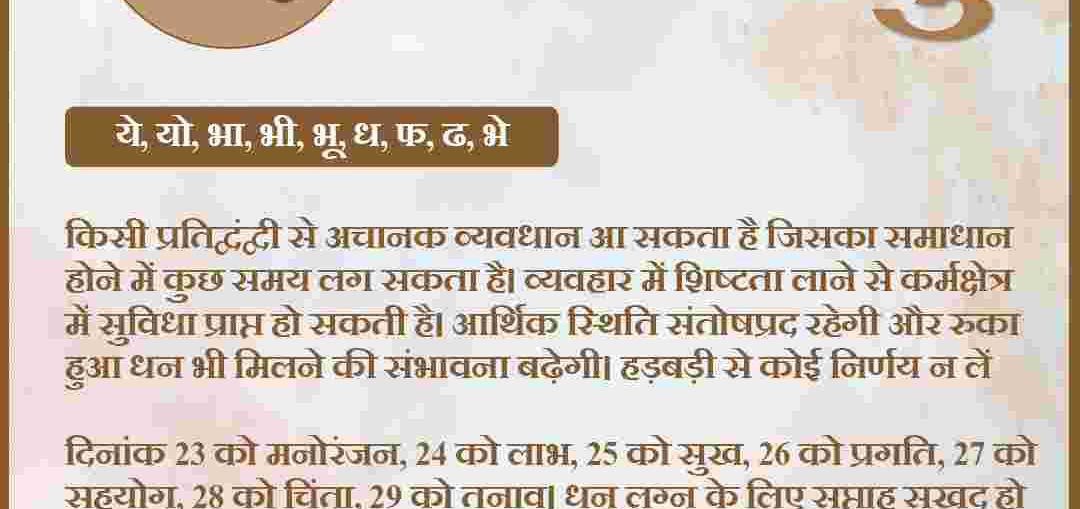 ये, यो, भा, भी, भू, ध, फ, ढ, भे
किसी प्रतिद्वंद्वी से अचानक व्यवधान आ सकता है जिसका समाधान
होने में कुछ समय लग सकता है। व्यवहार में शिष्टता लाने से कर्मक्षेत्र
में सुविधा प्राप्त हो सकती है। आर्थिक स्थिति संतोषप्रद रहेगी और रुका
हुआ धन भी मिलने की संभावना बढ़ेगी। हड़बड़ी से कोई निर्णय न लें
दिनांक 23 को मनोरंजन, 24 को लाभ, 25 को सुख, 26 को प्रगति, 27 को
सहयोग, 28 को चिंता, 29 को तनाव। धनु लग्न के लिए सप्ताह सुखद हो